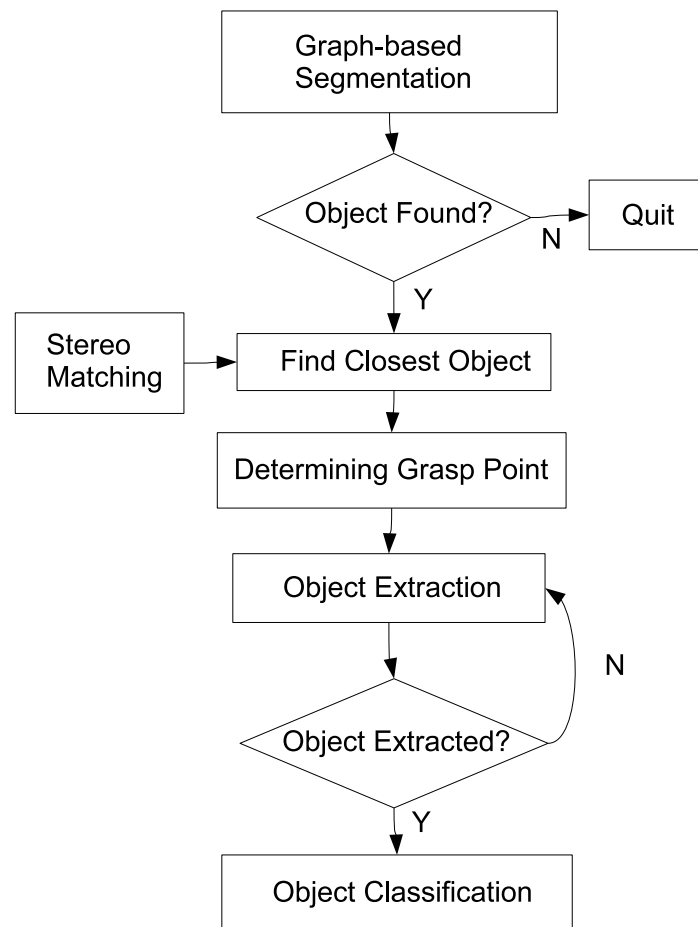 Graph-based
Segmentation
Object Found?
N
Quit
Y
Stereo
Matching
Find Closest Object
Determining Grasp Point
Object Extraction
N
Object Extracted?
Y
Object Classification